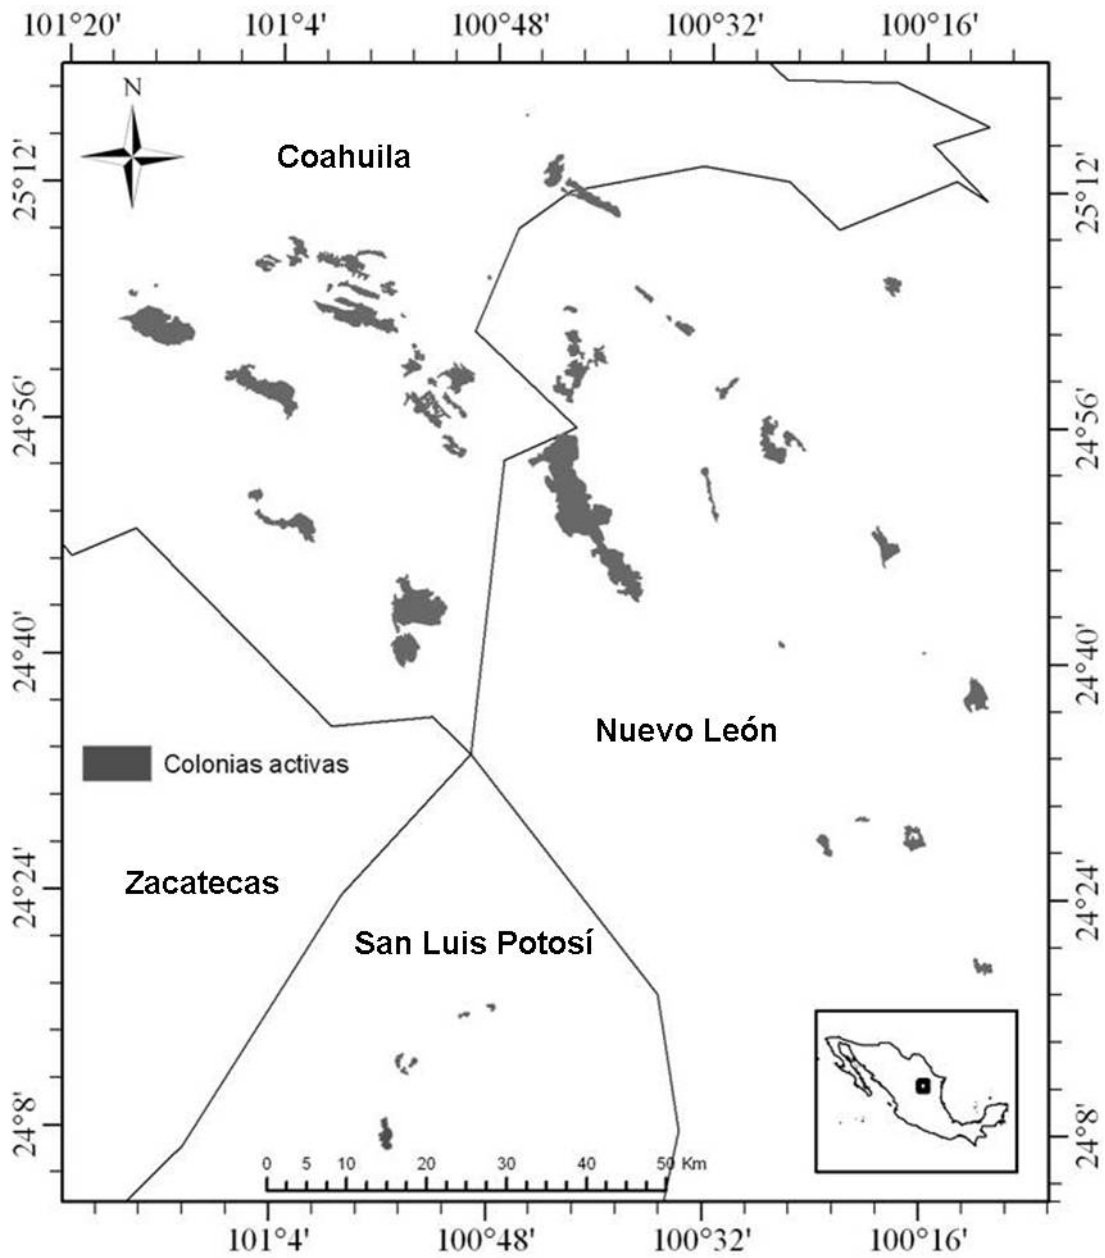 101°20' 101°4' 100°48' 100°32' 100°16'
N
Coahuila
25°12' 25°12'
24°56' 24°56'
24°40' 24°40'
Nuevo León
Colonias activas
Zacatecas
24°24' 24°24'
San Luis Potosí
24°8' 24°8'
0 5 10 20 30 40 50 Km
101°4' 100°48' 100°32' 100°16'